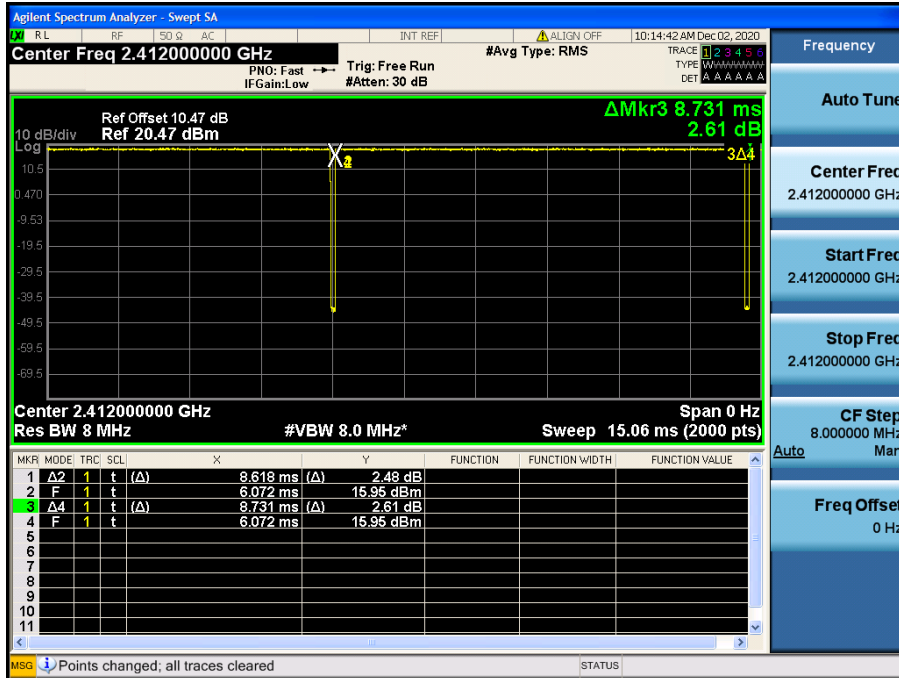 Agilent Spectrum Analyzer - Swept SA
LXI RL RF 50 Ω AC INT REF ALIGN OFF 10:14:42 AM Dec 02, 2020
Center Freq 2.412000000 GHz #Avg Type: RMS TRACE 1 2 3 4 5 6
PNO: Fast Trig: Free Run TYPE
IFGain:Low #Atten: 30 dB DET A A A A A A
Frequency
Auto Tune
ΔMkr3 8.731 ms
2.61 dB
Ref Offset 10.47 dB
10 dB/div Ref 20.47 dBm
Log
2
3Δ4
10.5
0.470
-9.53
-19.5
-29.5
-39.5
-49.5
-59.5
-69.5
Center Freq
2.412000000 GHz
Start Freq
2.412000000 GHz
Stop Freq
2.412000000 GHz
Center 2.412000000 GHz Span 0 Hz
Res BW 8 MHz #VBW 8.0 MHz* Sweep 15.06 ms (2000 pts)
CF Step
8.000000 MHz
Auto Man
MKR MODE TRC SCL X Y FUNCTION FUNCTION WIDTH FUNCTION VALUE
1 Δ2 1 t (Δ) 8.618 ms (Δ) 2.48 dB
2 F 1 t 6.072 ms 15.95 dBm
3 Δ4 1 t (Δ) 8.731 ms (Δ) 2.61 dB
4 F 1 t 6.072 ms 15.95 dBm
5
6
7
8
9
10
11
Freq Offset
0 Hz
MSG Points changed; all traces cleared STATUS